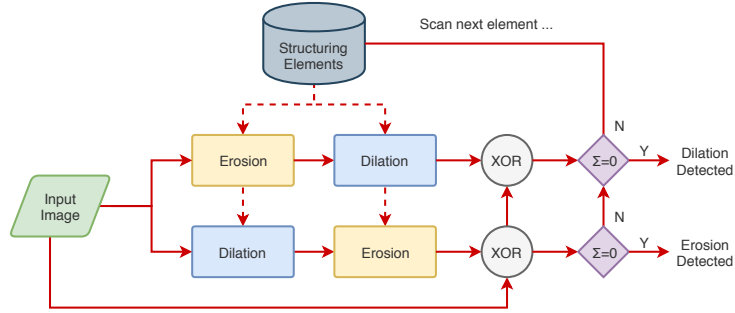 Scan next element ...
Structuring
Elements
N
Erosion
Dilation
XOR
Σ=0
Y
Dilation
Detected
Input
Image
N
Dilation
Erosion
XOR
Σ=0
Y
Erosion
Detected